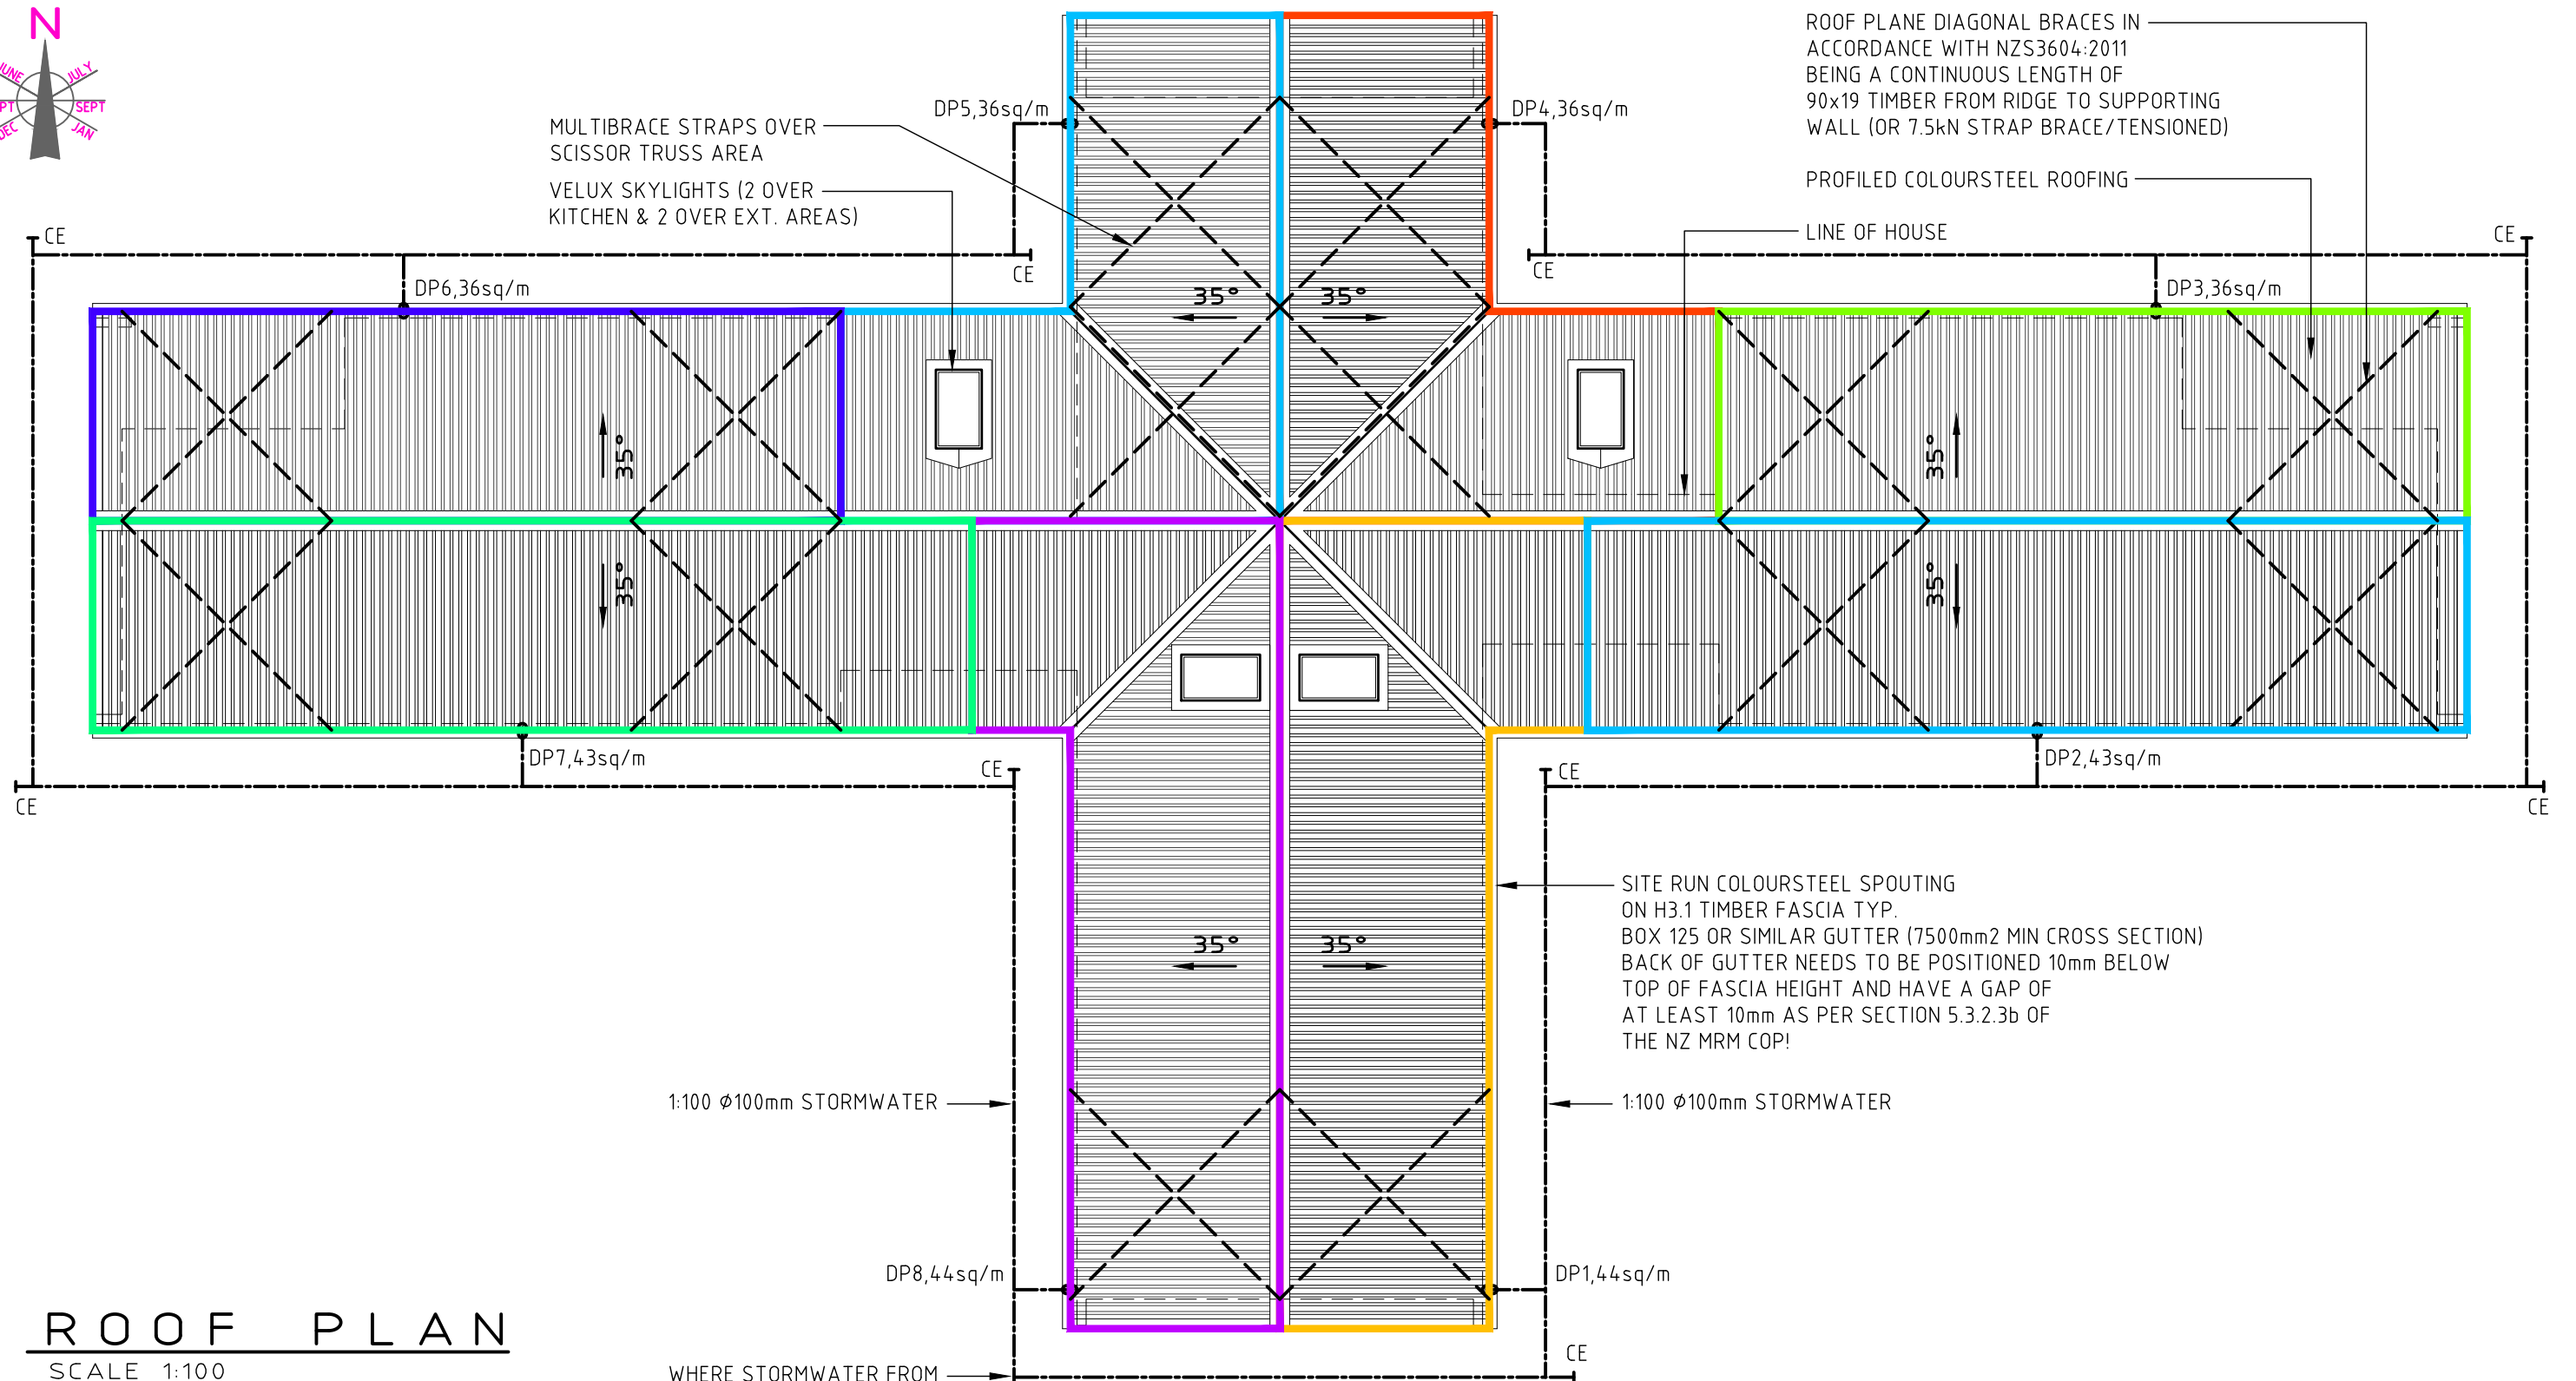 N
JUNE
JULY
SEPT
DEC
JAN
MULTIBRACE STRAPS OVER
SCISSOR TRUSS AREA
VELUX SKYLIGHTS (2 OVER
KITCHEN & 2 OVER EXT. AREAS)
DP5,36sq/m
DP4,36sq/m
ROOF PLANE DIAGONAL BRACES IN
ACCORDANCE WITH NZS3604:2011
BEING A CONTINUOUS LENGTH OF
90x19 TIMBER FROM RIDGE TO SUPPORTING
WALL (OR 7.5kN STRAP BRACE/TENSIONED)
PROFILED COLOURSTEEL ROOFING
LINE OF HOUSE
CE
CE
CE
CE
DP6,36sq/m
DP3,36sq/m
35°
35°
35°
35°
35°
35°
DP7,43sq/m
DP2,43sq/m
CE
CE
CE
CE
SITE RUN COLOURSTEEL SPOUTING
ON H3.1 TIMBER FASCIA TYP.
BOX 125 OR SIMILAR GUTTER (7500mm2 MIN CROSS SECTION)
BACK OF GUTTER NEEDS TO BE POSITIONED 10mm BELOW
TOP OF FASCIA HEIGHT AND HAVE A GAP OF
AT LEAST 10mm AS PER SECTION 5.3.2.3b OF
THE NZ MRM COP!
35°
35°
1:100 Ø100mm STORMWATER
1:100 Ø100mm STORMWATER
DP8,44sq/m
DP1,44sq/m
ROOF PLAN
SCALE 1:100
WHERE STORMWATER FROM
CE